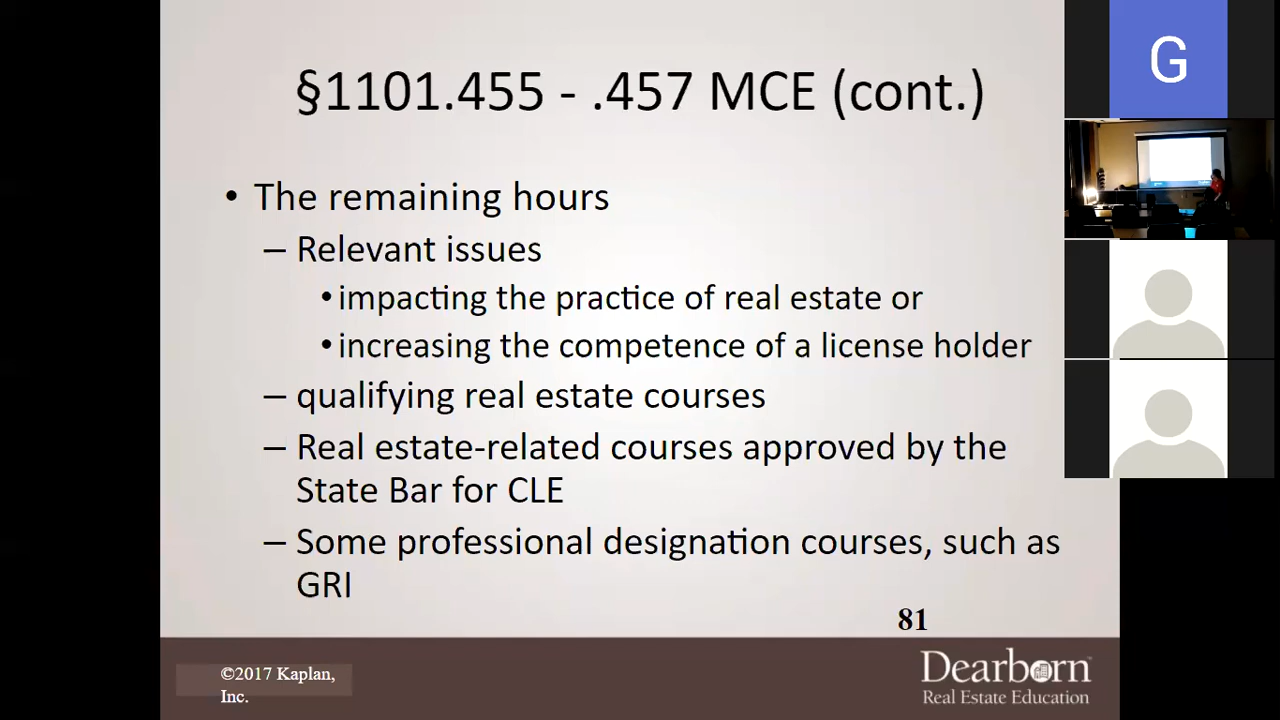 §1101.455 - .457 MCE (cont.)
• The remaining hours
– Relevant issues
•impacting the practice of real estate or
•increasing the competence of a license holder
– qualifying real estate courses
– Real estate-related courses approved by the
State Bar for CLE
– Some professional designation courses, such as
GRI
81
©2017 Kaplan,
Inc.
Dearborn™
Real Estate Education
G